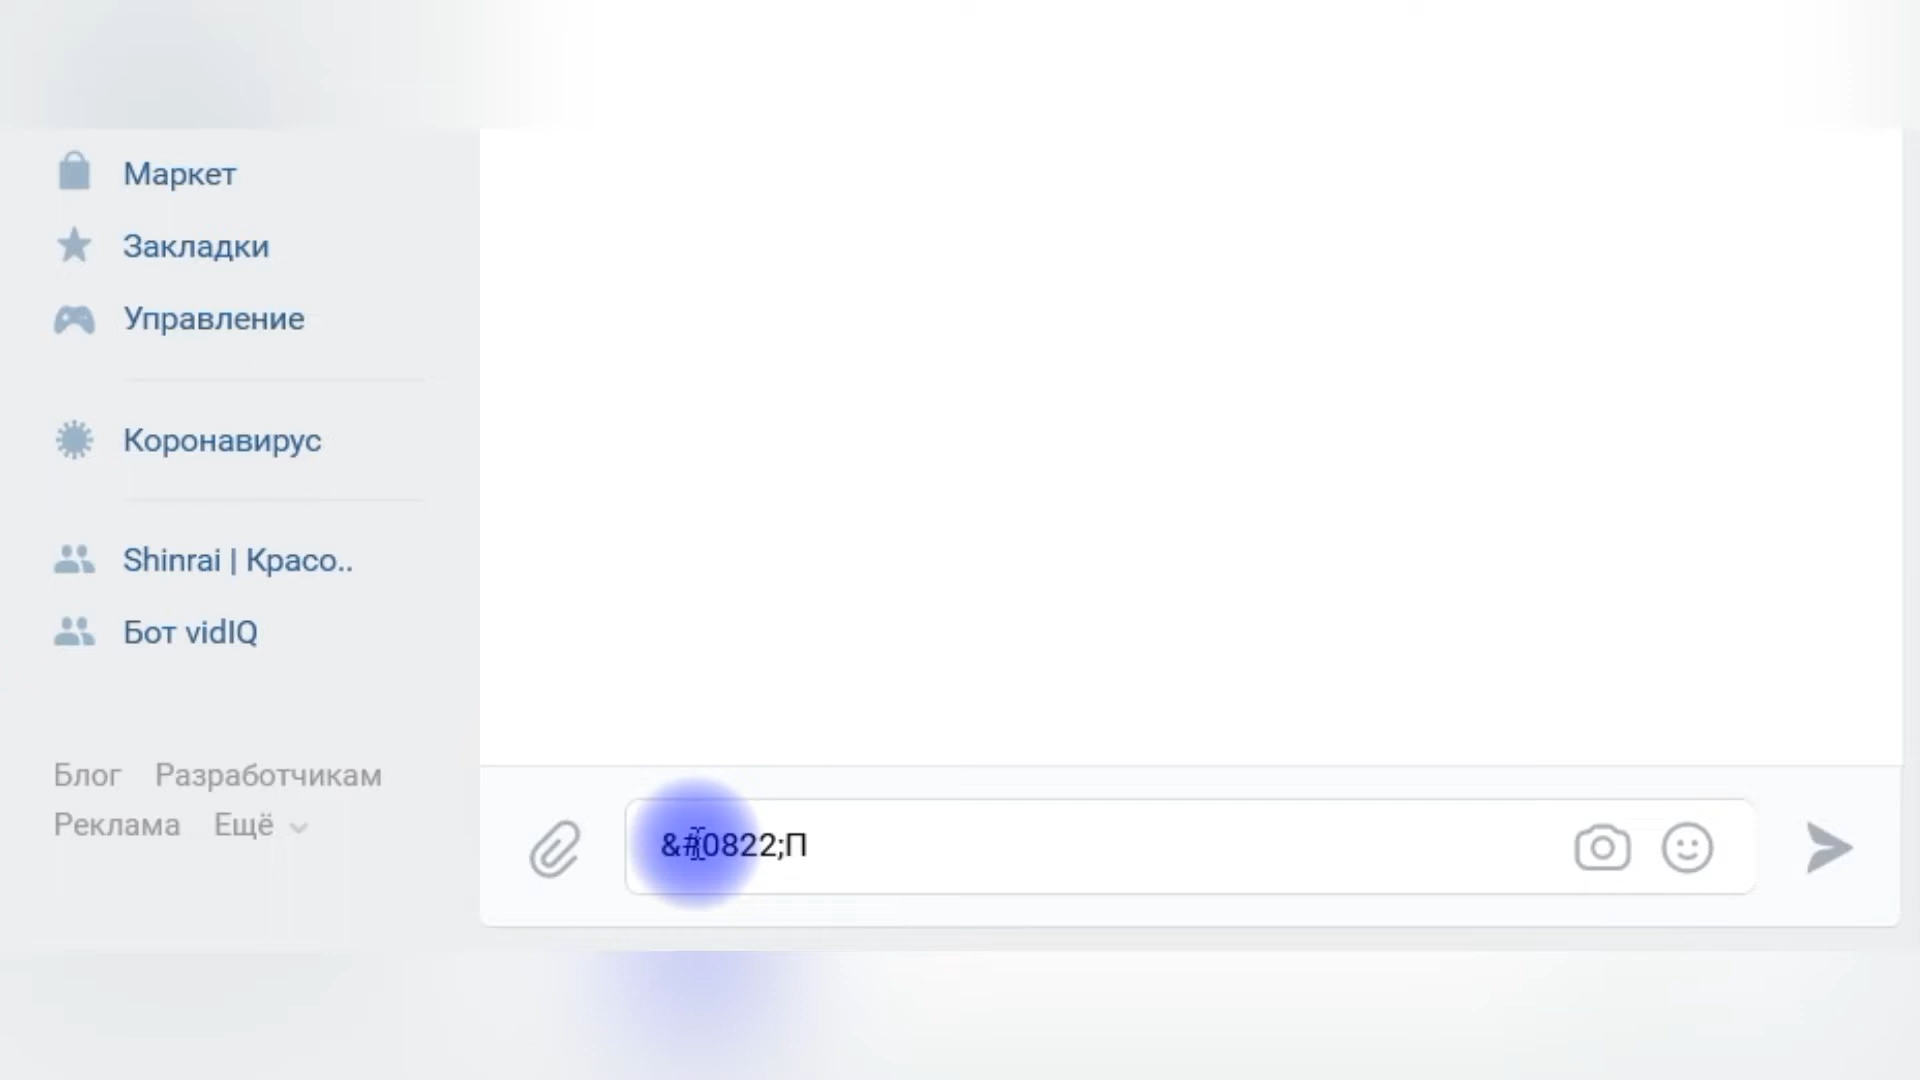 Маркет
Закладки
Управление
Коронавирус
Shinrai | Красо..
Бот vidIQ
Блог Разработчикам
Реклама Ещё
&#0822;П